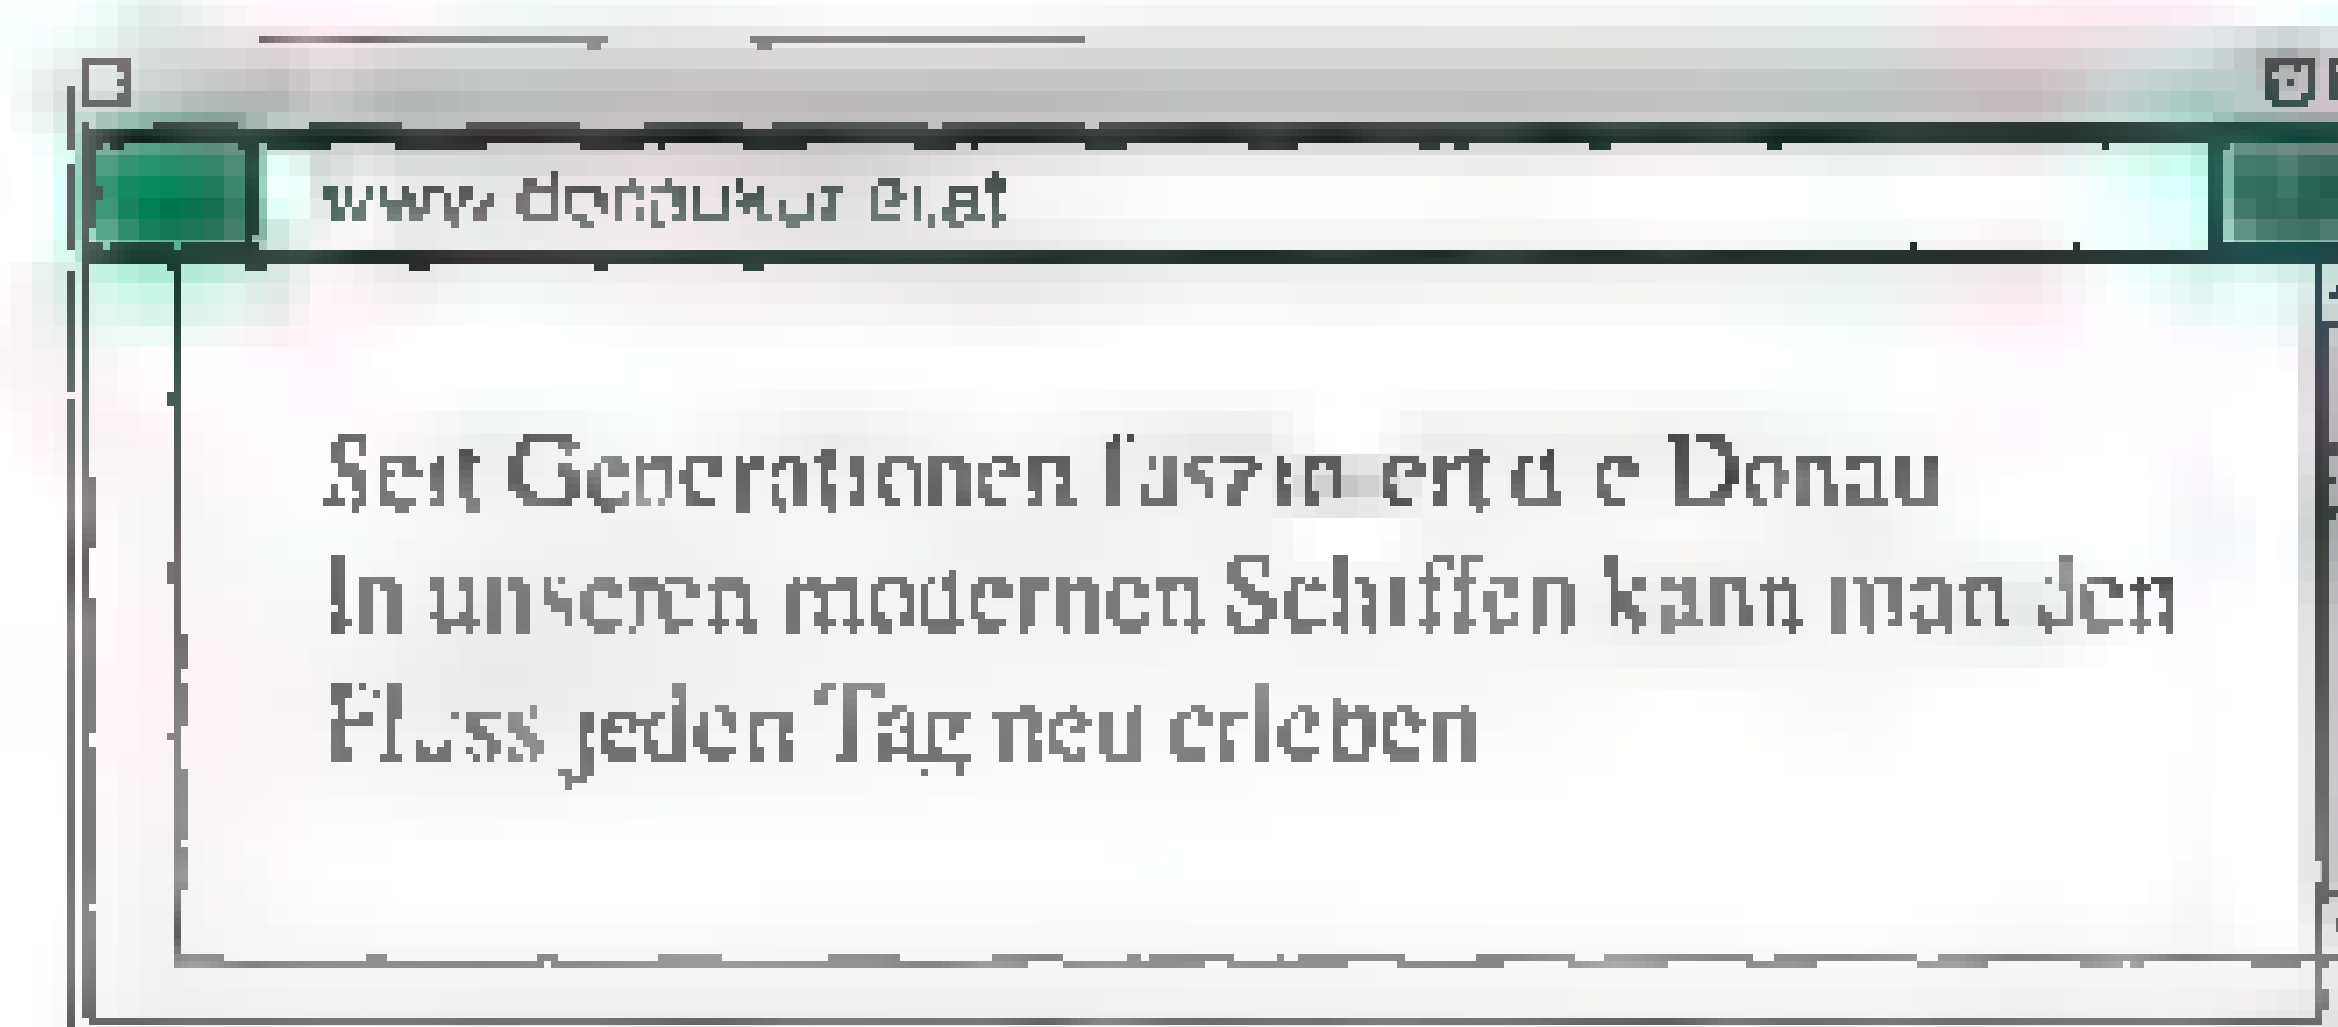 Seit Generationen fasziniert die Donau
In unseren modernen Schiffen kann man den
Fluss jeden Tag neu erleben